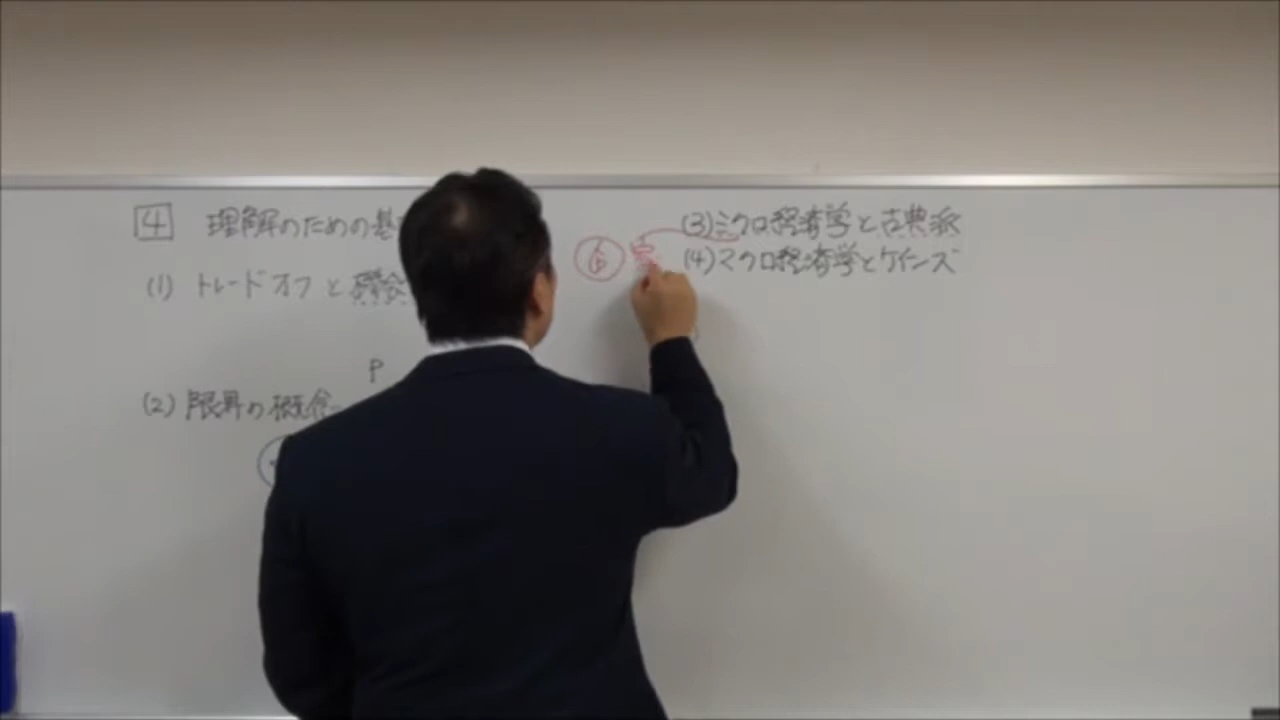 4 理解のための基
(1) トレードオフと機会
P
(2) 限界の概念
(3)ミクロ経済学と古典派
(4)マクロ経済学とケインズ